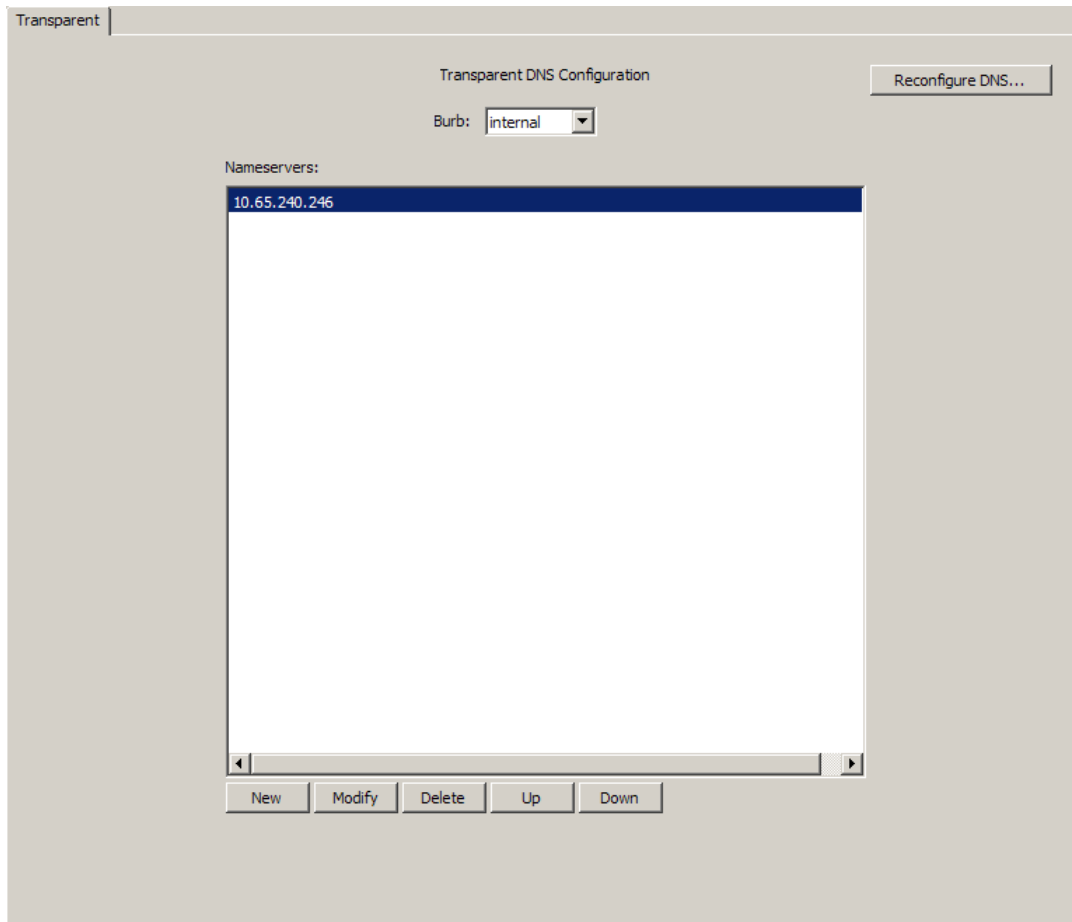 Transparent
Transparent DNS Configuration
Reconfigure DNS...
Burb: internal
Nameservers:
10.65.240.246
New Modify Delete Up Down